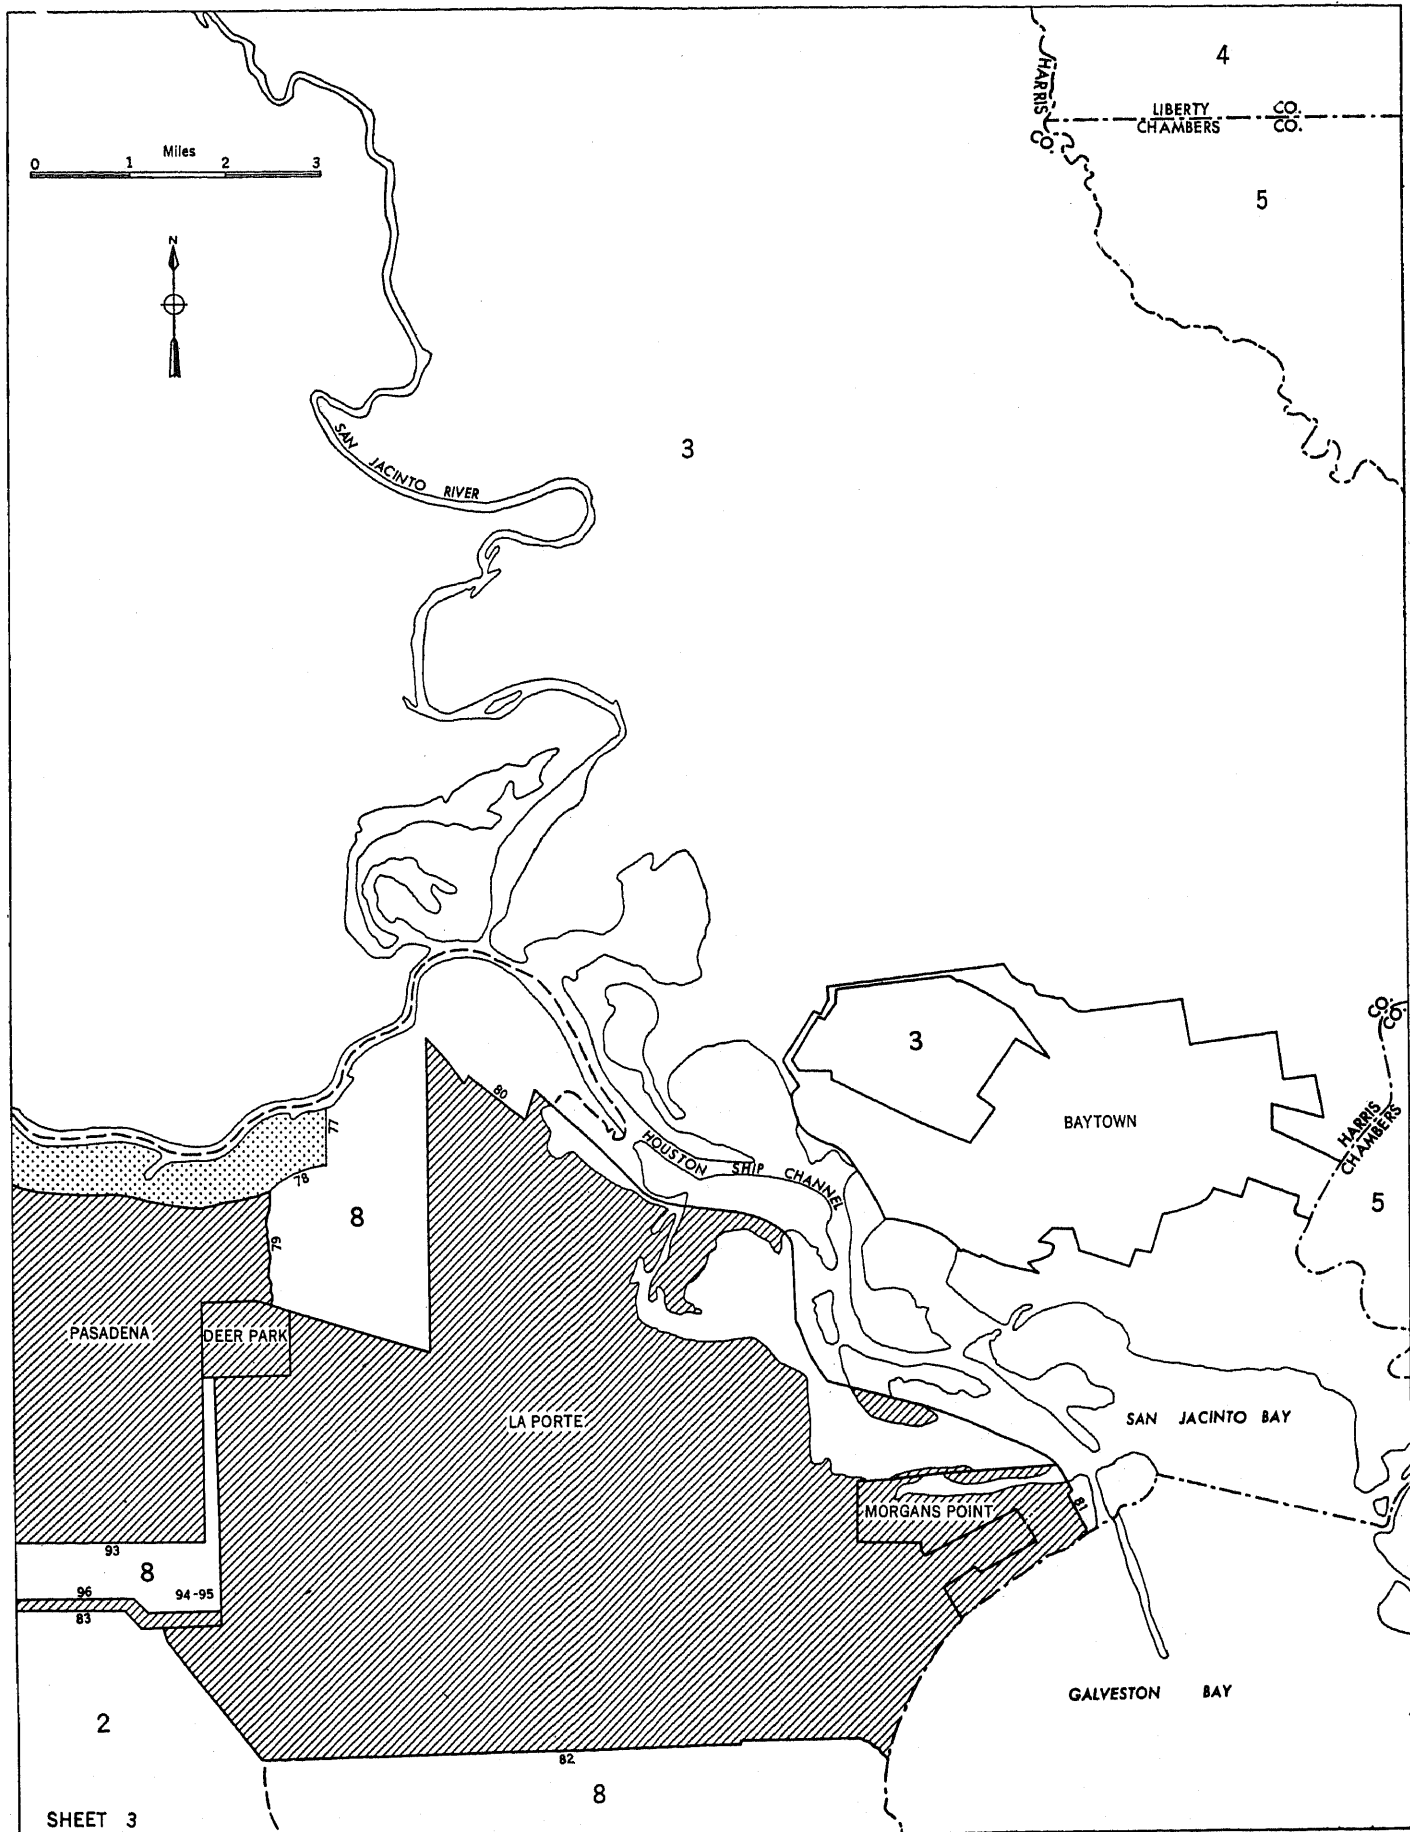 4
HARRIS
CO.
LIBERTY CO.
CHAMBERS CO.
5
Miles
0 1 2 3
N
3
SAN JACINTO RIVER
3
CO.
CO.
80
77
BAYTOWN
HARRIS
CHAMBERS
HOUSTON SHIP CHANNEL
78
8
5
79
PASADENA
DEER PARK
LA PORTE
SAN JACINTO BAY
MORGANS POINT
81
93
8
96
94-95
83
GALVESTON BAY
2
82
8
SHEET 3